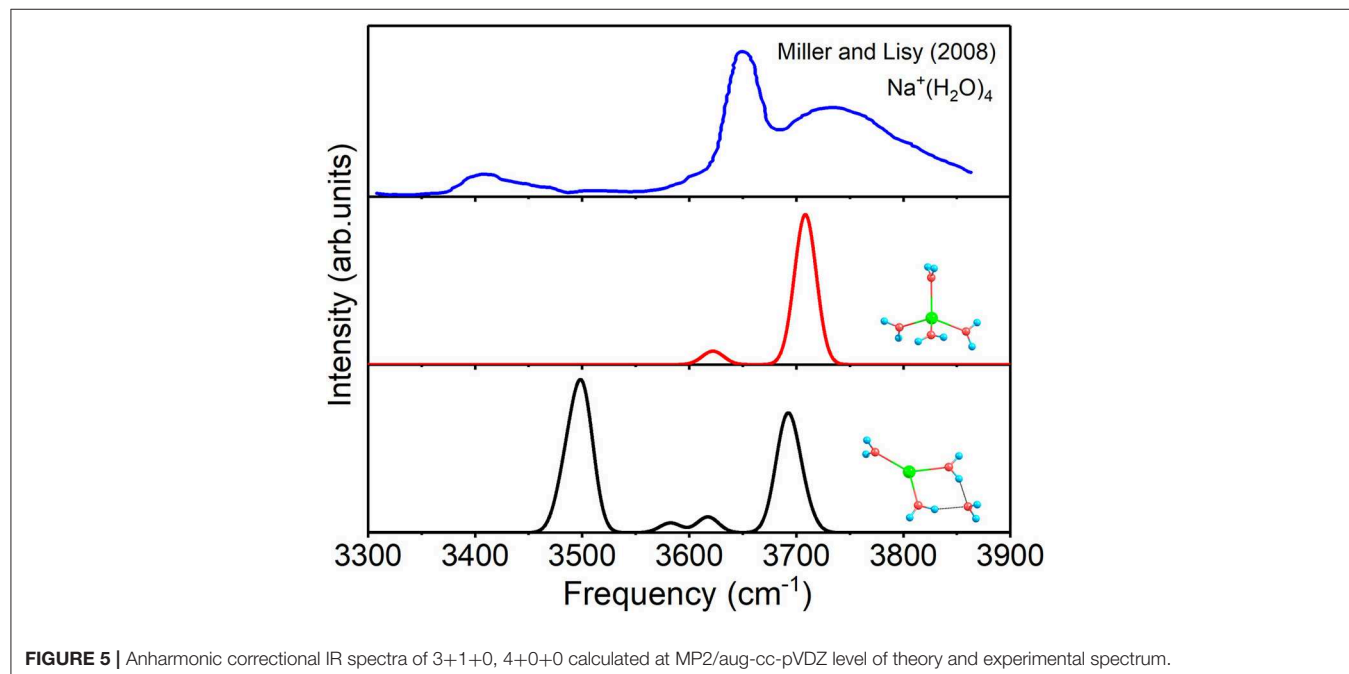 Miller and Lisy (2008)
Na⁺(H₂O)₄
Intensity (arb.units)
3300 3400 3500 3600 3700 3800 3900
Frequency (cm⁻¹)
FIGURE 5 | Anharmonic correctional IR spectra of 3+1+0, 4+0+0 calculated at MP2/aug-cc-pVDZ level of theory and experimental spectrum.